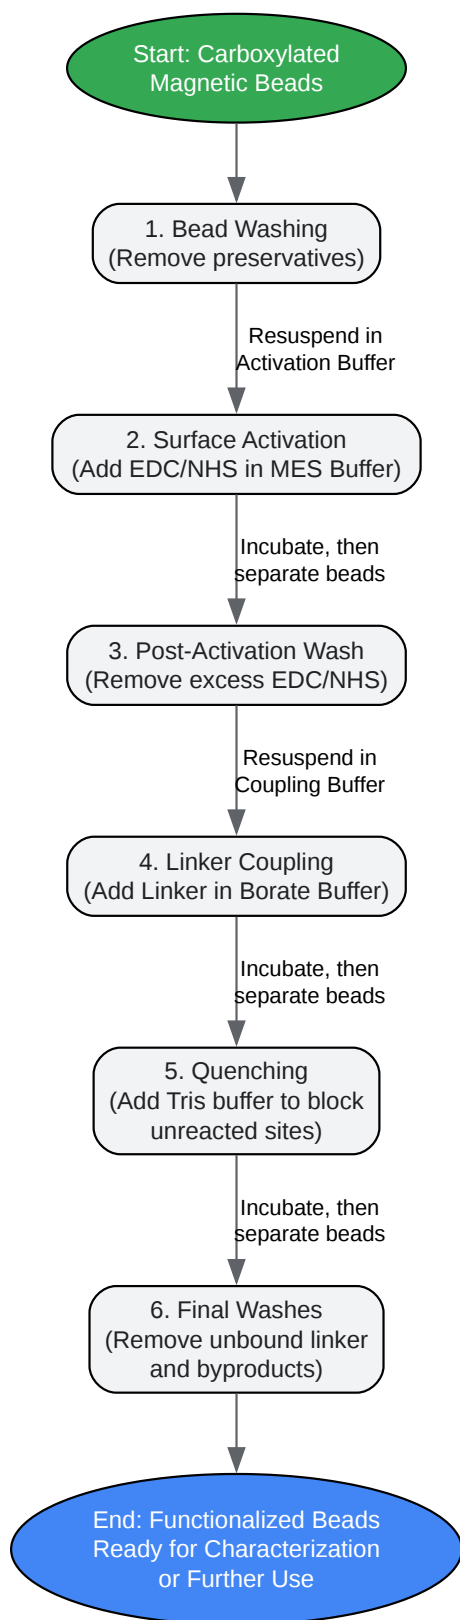 Start: Carboxylated
Magnetic Beads
1. Bead Washing
(Remove preservatives)
Resuspend in
Activation Buffer
2. Surface Activation
(Add EDC/NHS in MES Buffer)
Incubate, then
separate beads
3. Post-Activation Wash
(Remove excess EDC/NHS)
Resuspend in
Coupling Buffer
4. Linker Coupling
(Add Linker in Borate Buffer)
Incubate, then
separate beads
5. Quenching
(Add Tris buffer to block
unreacted sites)
Incubate, then
separate beads
6. Final Washes
(Remove unbound linker
and byproducts)
End: Functionalized Beads
Ready for Characterization
or Further Use